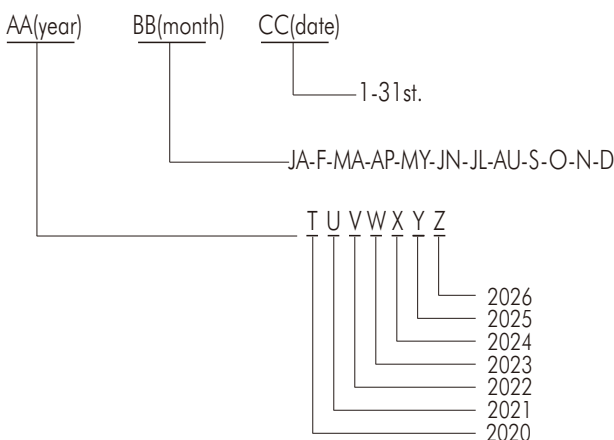 AA(year) BB(month) CC(date)
1-31st.
JA-F-MA-AP-MY-JN-JL-AU-S-O-N-D
T U V W X Y Z
2026
2025
2024
2023
2022
2021
2020